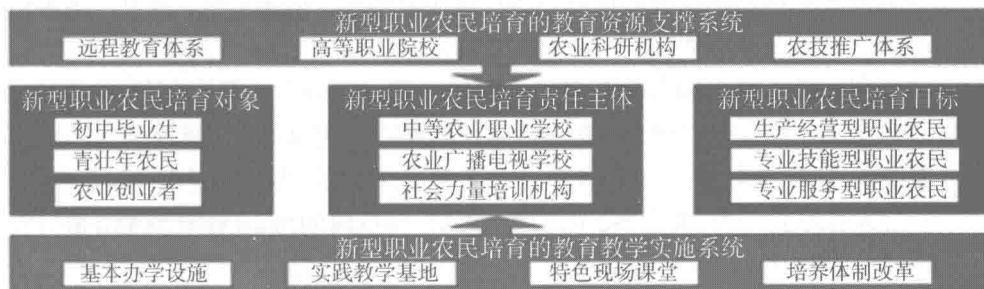 新型职业农民培育的教育资源支撑系统
远程教育体系 高等职业院校 农业科研机构 农技推广体系
新型职业农民培育对象
初中毕业生
青壮年农民
农业创业者
新型职业农民培育责任主体
中等农业职业学校
农业广播电视学校
社会力量培训机构
新型职业农民培育目标
生产经营型职业农民
专业技能型职业农民
专业服务型职业农民
新型职业农民培育的教育教学实施系统
基本办学设施 实践教学基地 特色现场课堂 培养体制改革